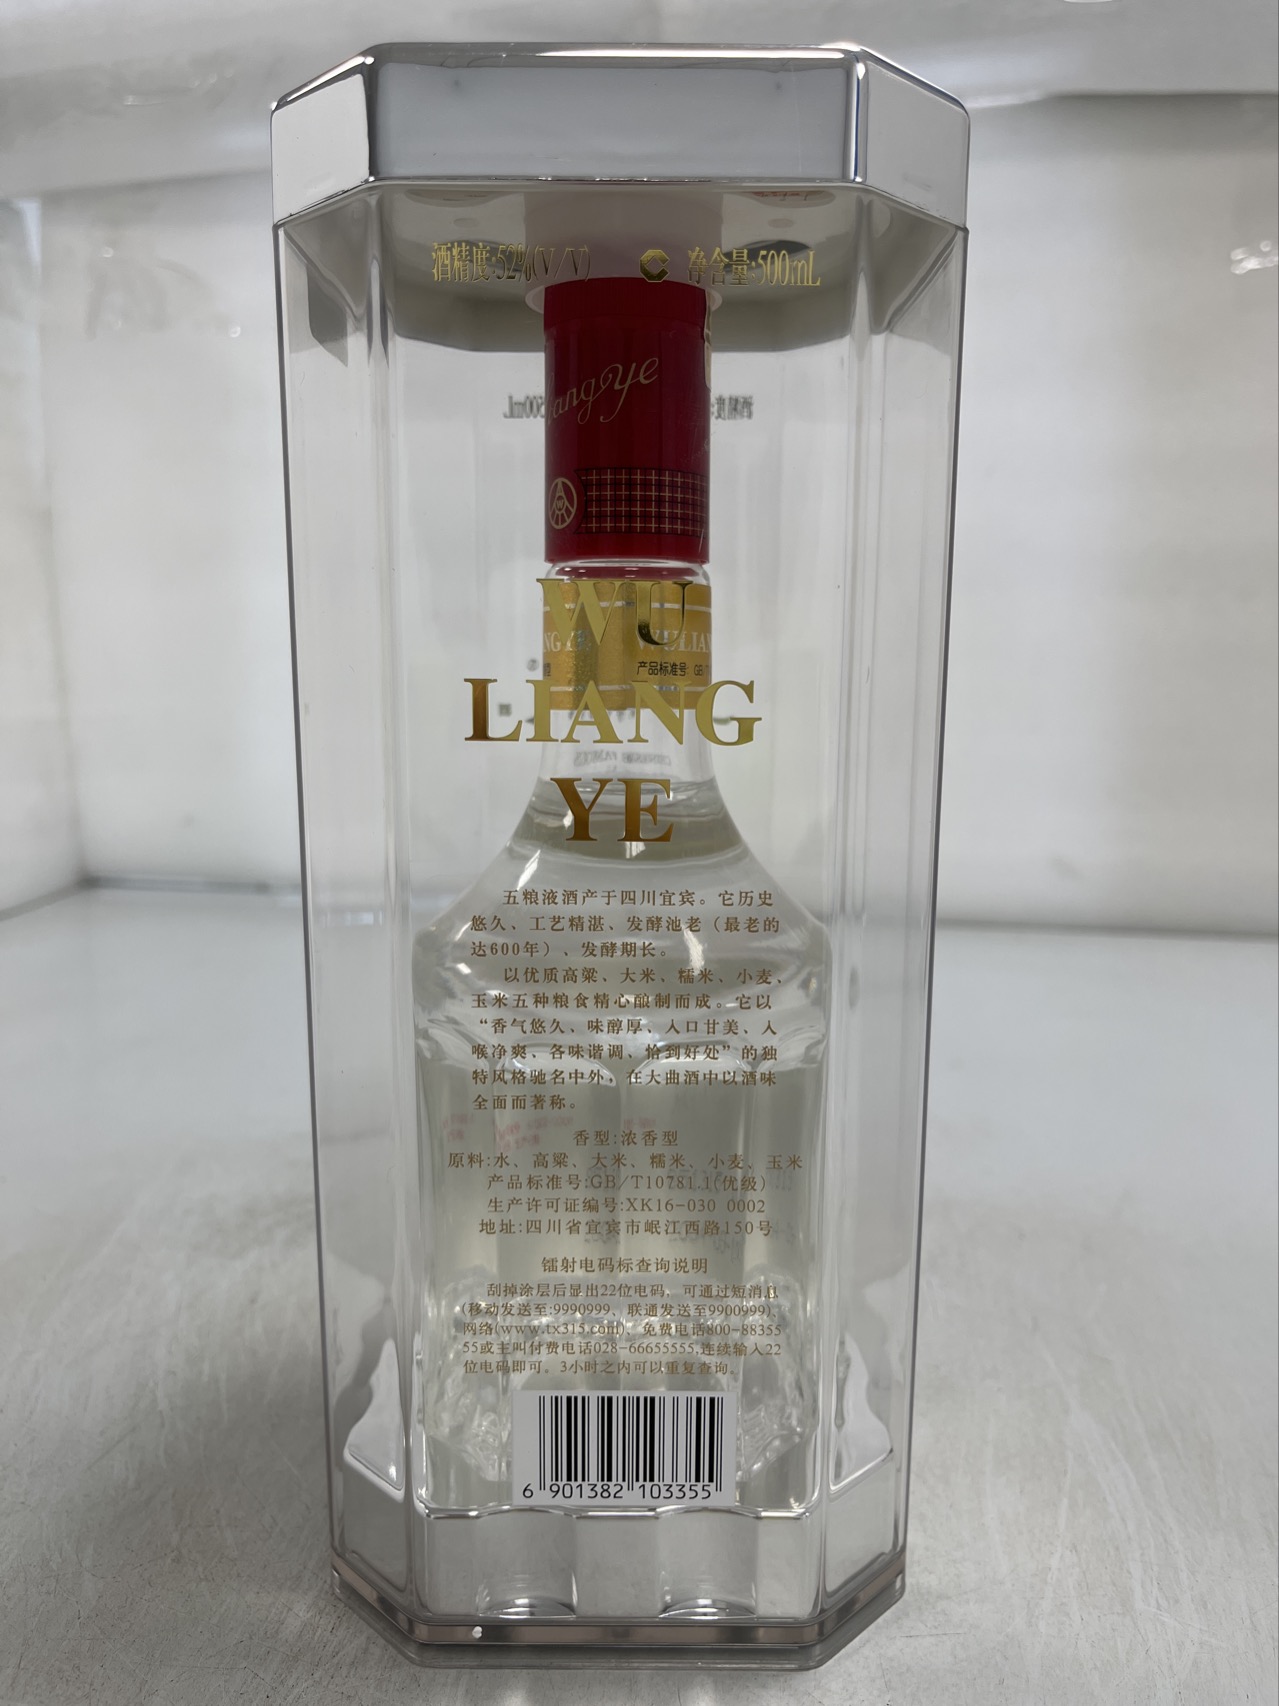 酒精度:52%(V/V) 净含量:500mL
angye
WU
NG YE WULIAN
产品标准号: GB/T
LIANG
YE
五粮液酒产于四川宜宾。它历史
悠久、工艺精湛、发酵池老（最老的
达600年）、发酵期长。
以优质高粱、大米、糯米、小麦、
玉米五种粮食精心酿制而成。它以
“香气悠久、味醇厚、入口甘美、入
喉净爽、各味谐调、恰到好处”的独
特风格驰名中外，在大曲酒中以酒味
全面而著称。
香型:浓香型
原料:水、高粱、大米、糯米、小麦、玉米
产品标准号:GB/T10781.1(优级)
生产许可证编号:XK16-030 0002
地址:四川省宜宾市岷江西路150号
镭射电码标查询说明
刮掉涂层后显出22位电码，可通过短消息
(移动发送至:9990999、联通发送至9900999)、
网络(www.tx315.com)、免费电话800-88355
55或主叫付费电话028-66655555,连续输入22
位电码即可。3小时之内可以重复查询。
6 901382 103355